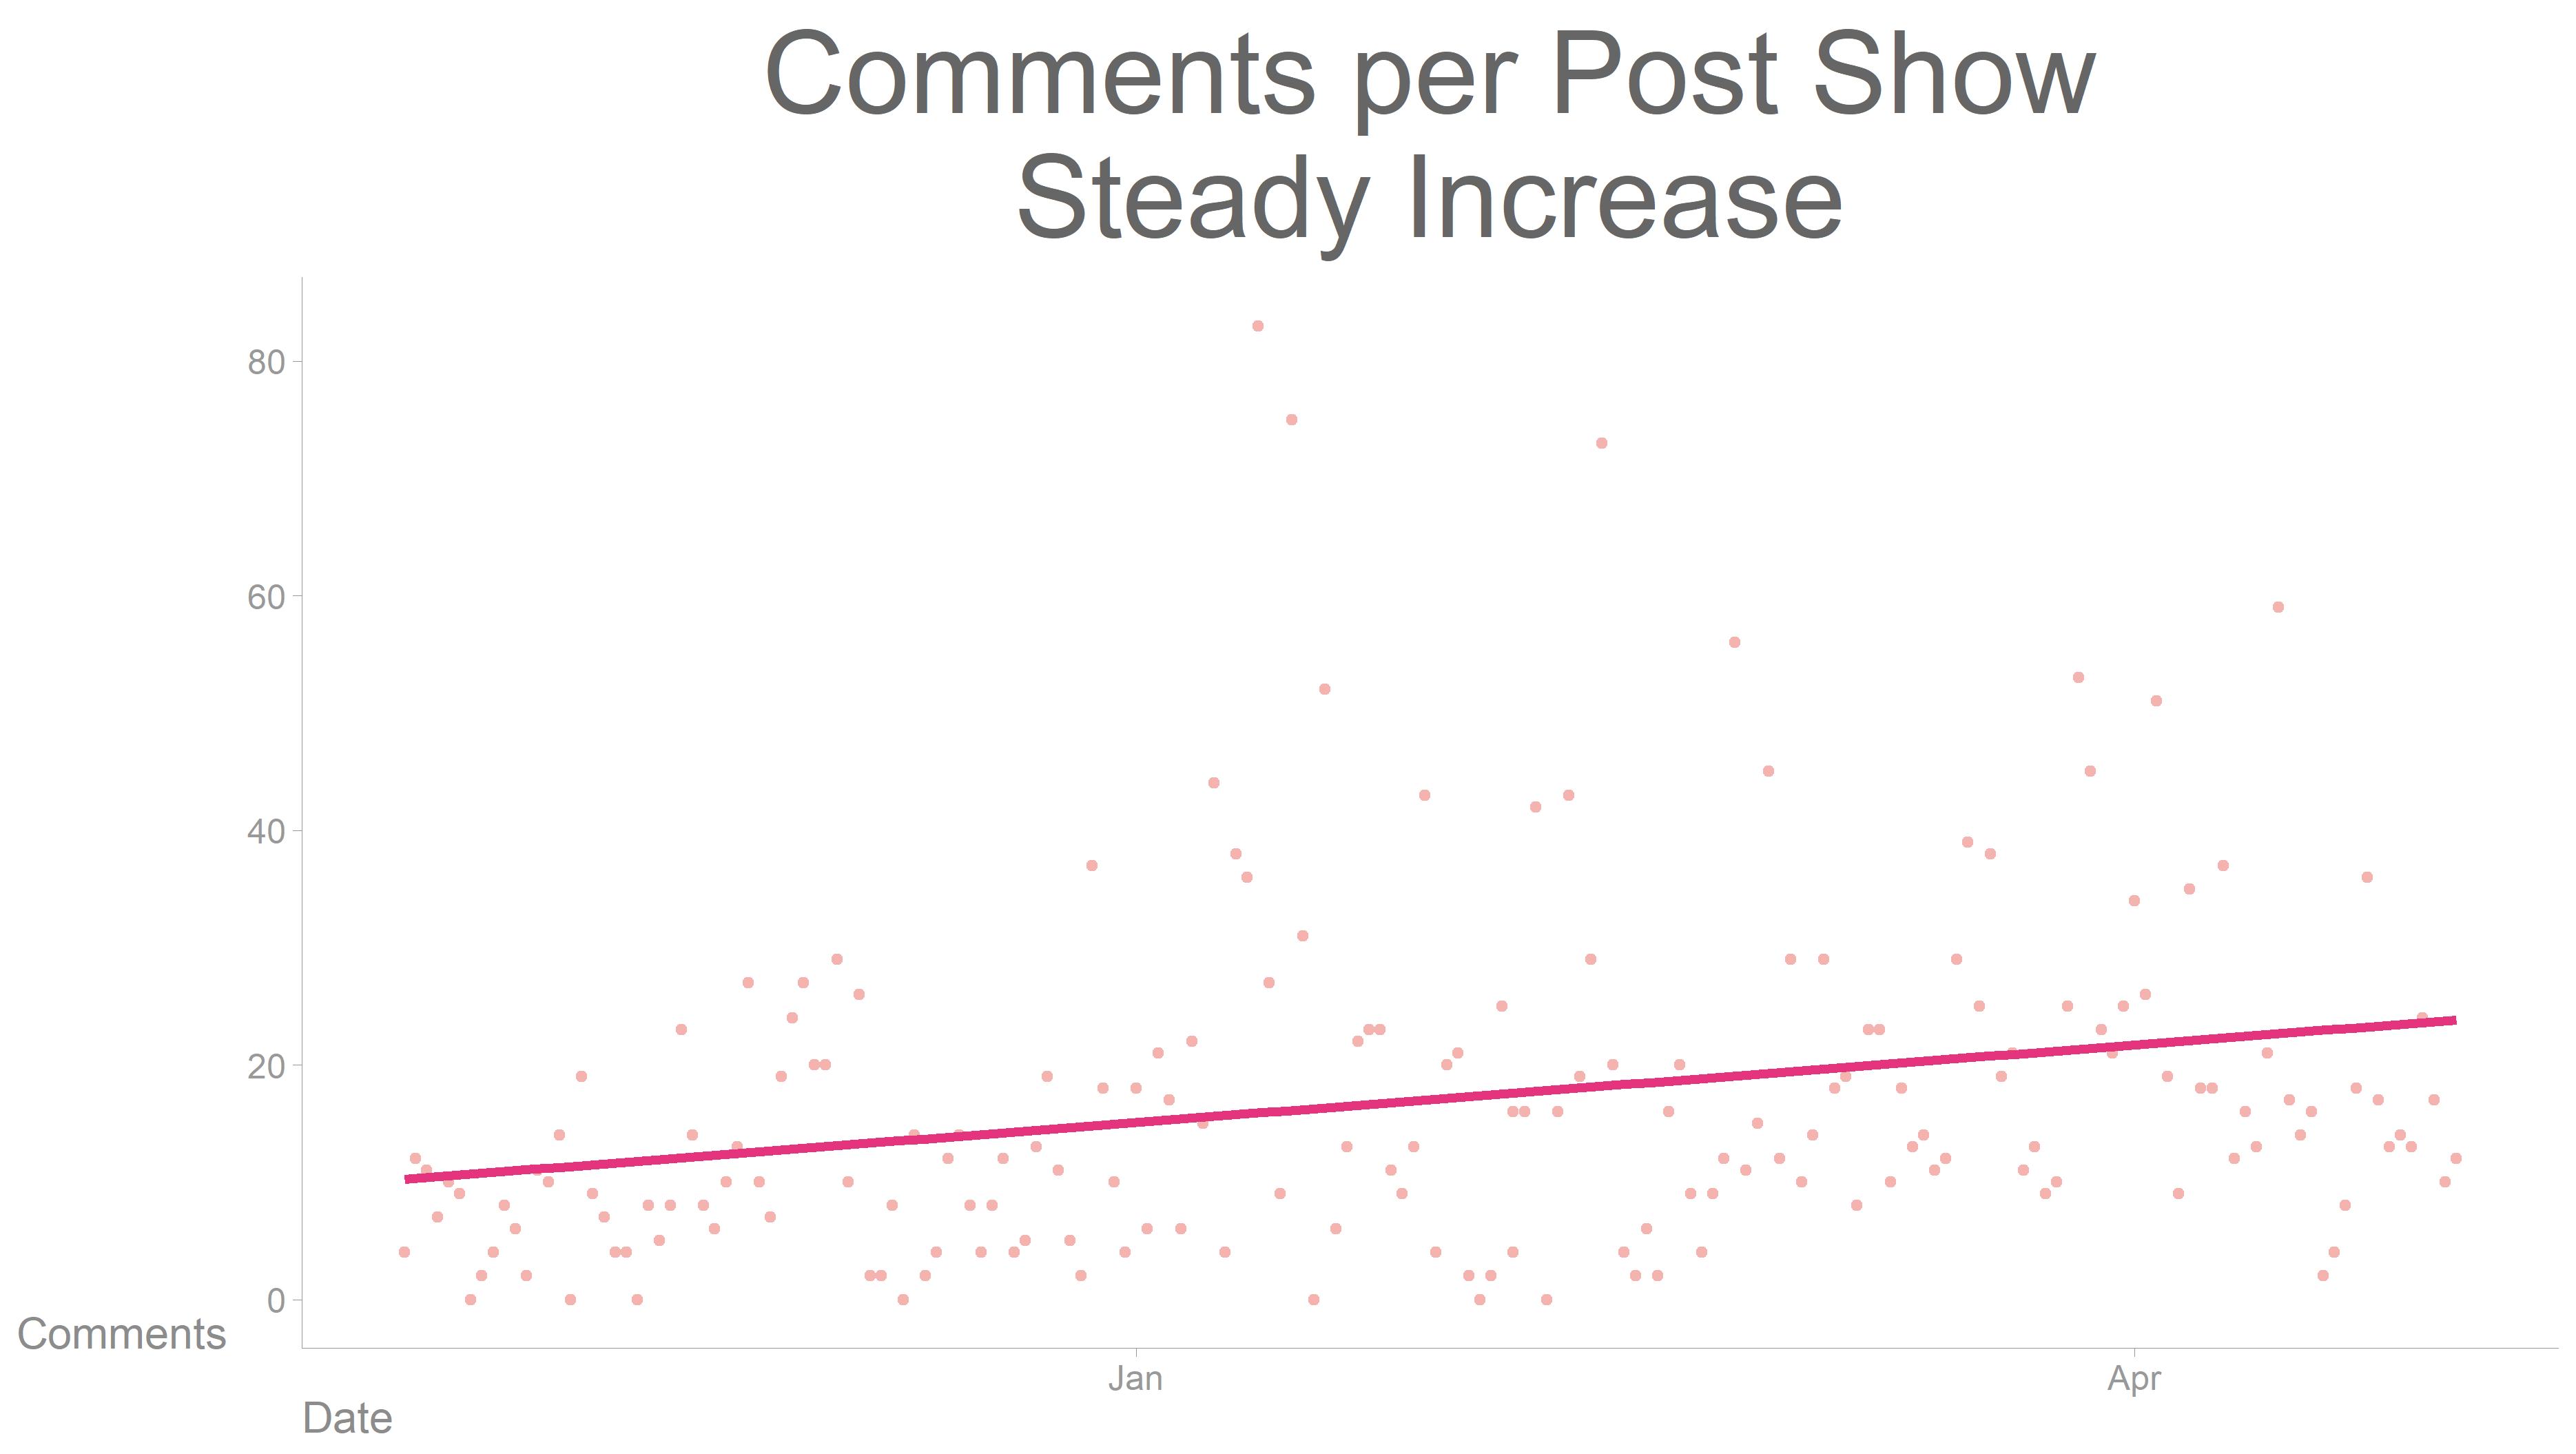 Comments per Post Show
Steady Increase
80
60
40
20
0
Comments
Jan
Apr
Date